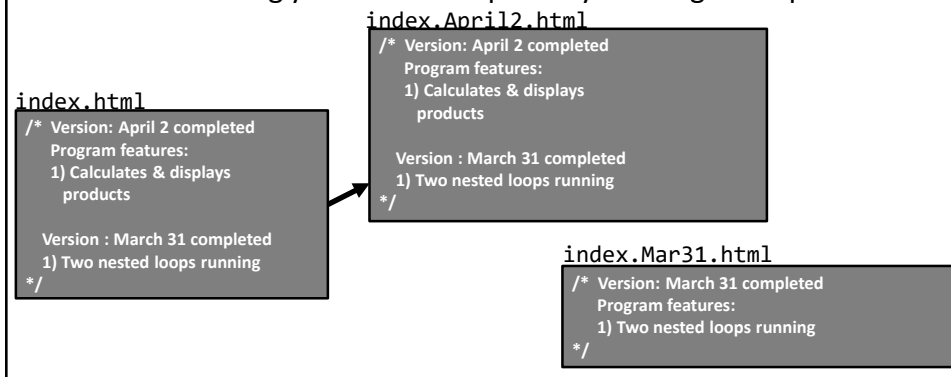 index.html
/* Version: April 2 completed
Program features:
1) Calculates & displays
products
Version : March 31 completed
1) Two nested loops running
*/
index.April2.html
/* Version: April 2 completed
Program features:
1) Calculates & displays
products
Version : March 31 completed
1) Two nested loops running
*/
index.Mar31.html
/* Version: March 31 completed
Program features:
1) Two nested loops running
*/